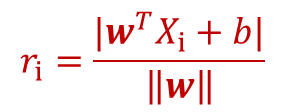 rᵢ = |wᵀXᵢ + b| / ‖w‖